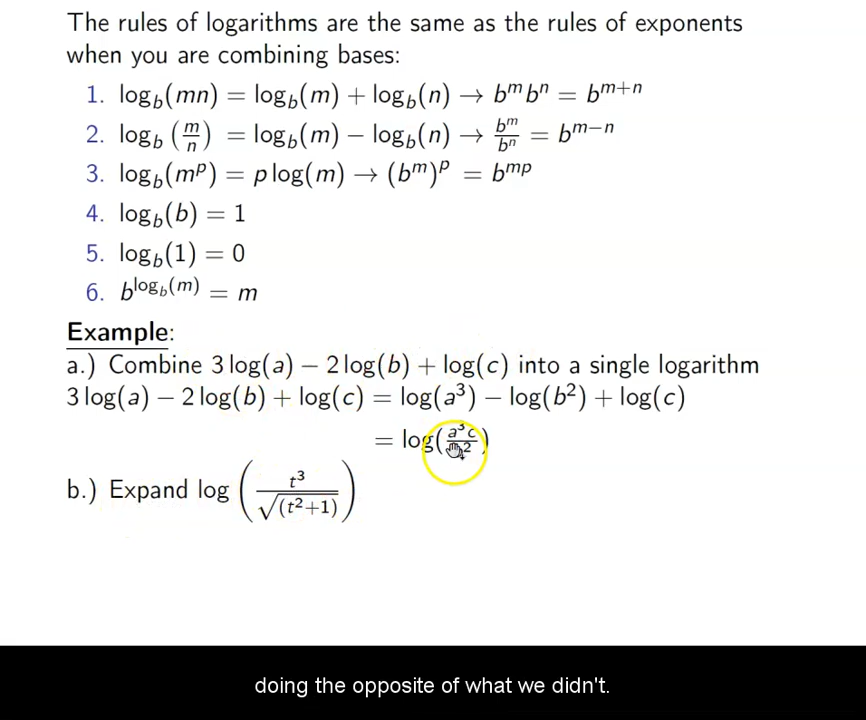 The rules of logarithms are the same as the rules of exponents
when you are combining bases:
1. log_b(mn) = log_b(m) + log_b(n) → b^m b^n = b^{m+n}
2. log_b(m/n) = log_b(m) − log_b(n) → b^m/b^n = b^{m−n}
3. log_b(m^p) = p log(m) → (b^m)^p = b^{mp}
4. log_b(b) = 1
5. log_b(1) = 0
6. b^{log_b(m)} = m
Example:
a.) Combine 3 log(a) − 2 log(b) + log(c) into a single logarithm
3 log(a) − 2 log(b) + log(c) = log(a^3) − log(b^2) + log(c)
= log(a^3c/ 2)
b.) Expand log (t^3/√(t^2+1))
doing the opposite of what we didn't.